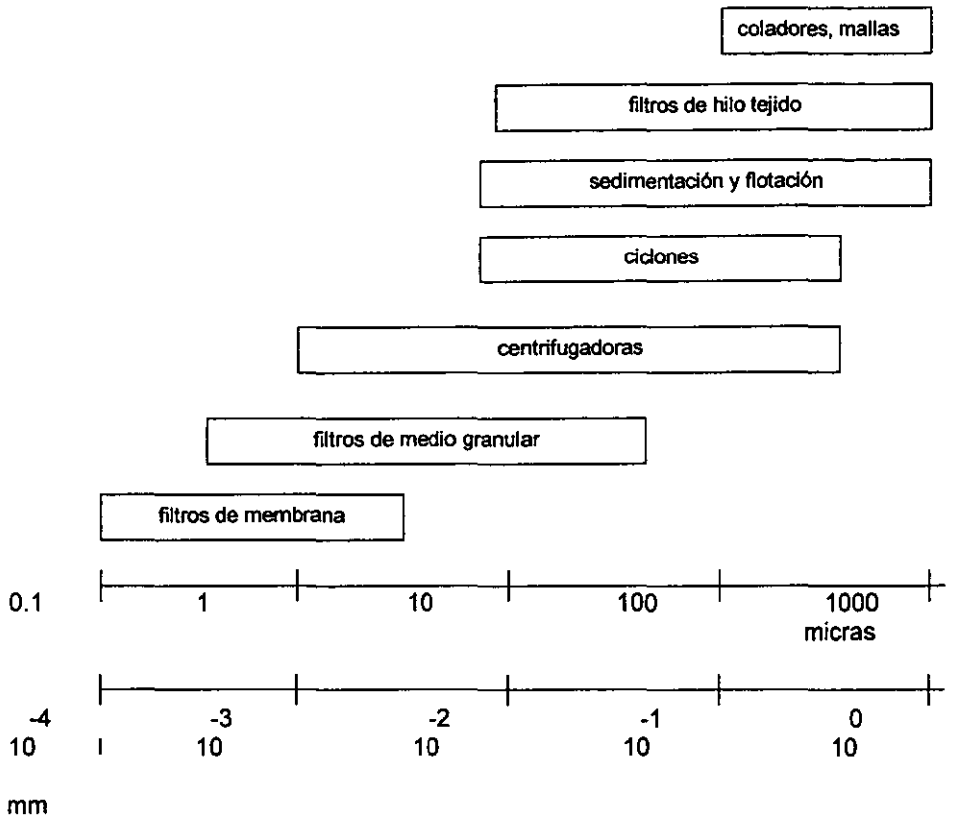 coladores, mallas
filtros de hilo tejido
sedimentación y flotación
ciclones
centrifugadoras
filtros de medio granular
filtros de membrana
0.1 1 10 100 1000
micras
-4 -3 -2 -1 0
10 10 10 10 10
mm